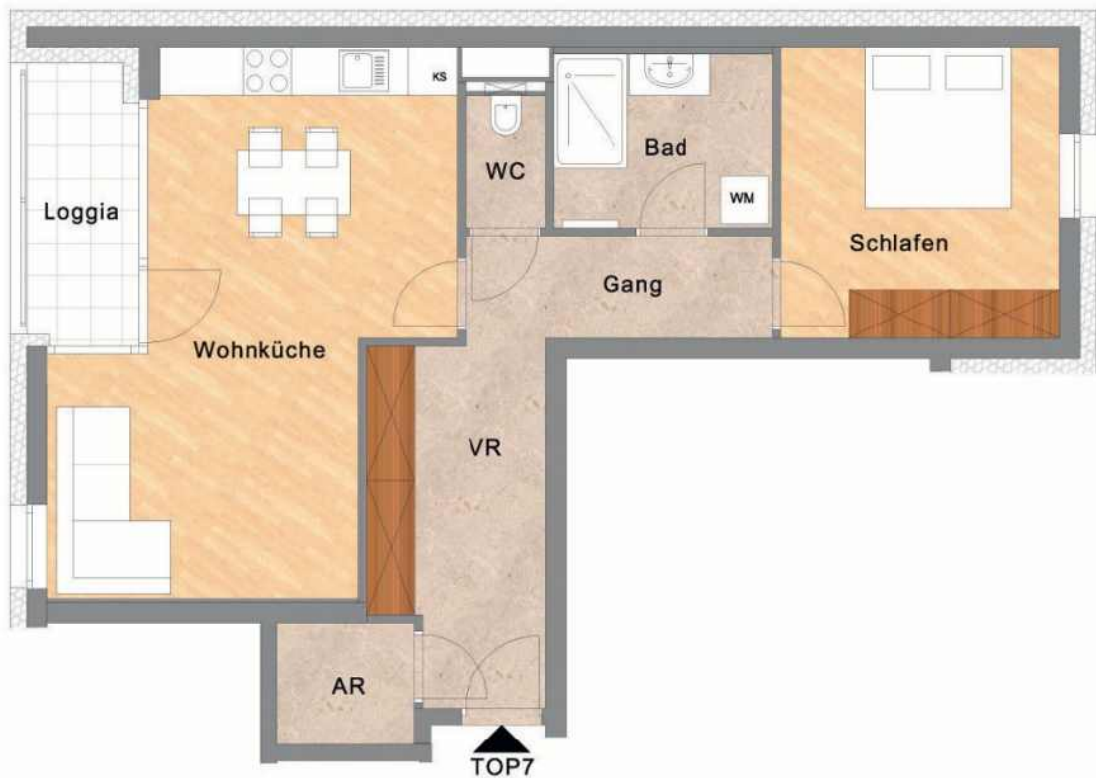 KS
WC
Bad
WM
Loggia
Schlafen
Gang
Wohnküche
VR
AR
TOP7